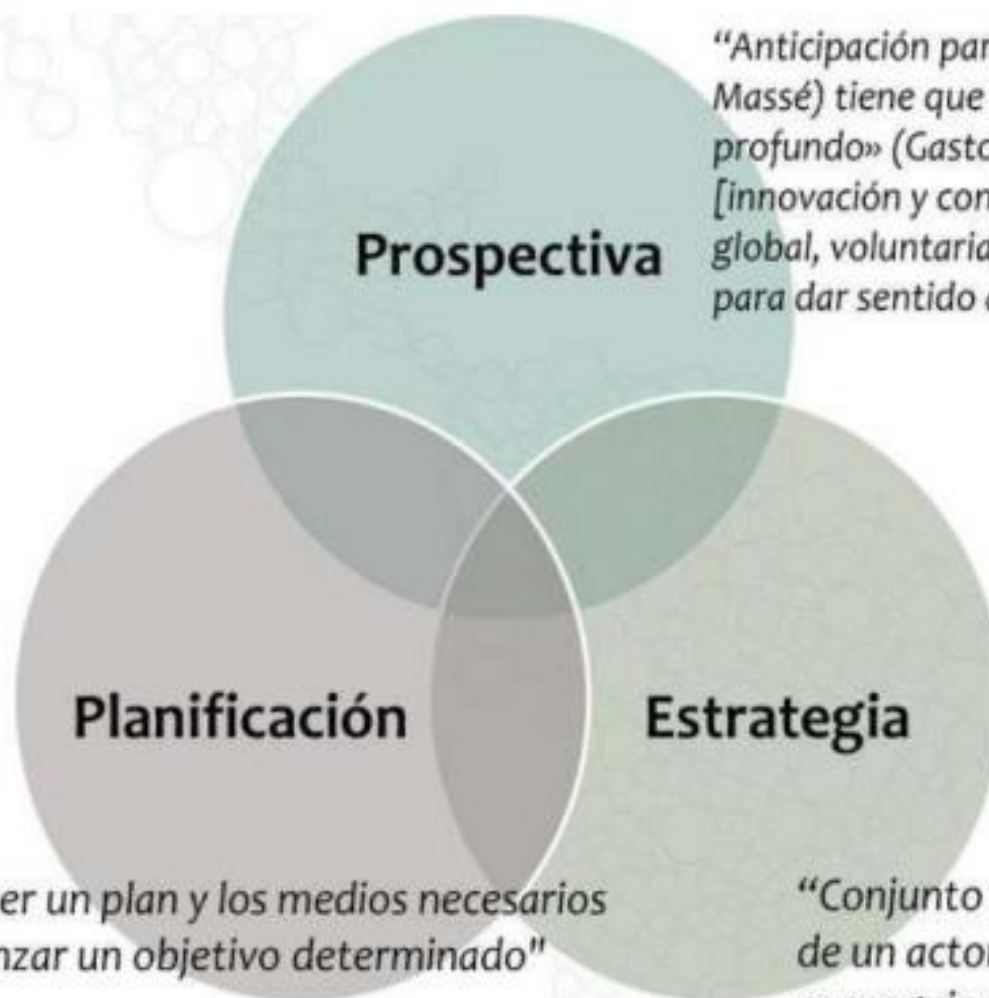 “Anticipación par
Massé) tiene que
profundo» (Gasto
[innovación y con
global, voluntaria
para dar sentido
Prospectiva
Planificación
Estrategia
er un plan y los medios necesarios
nzar un objetivo determinado"
“Conjunto
de un actor